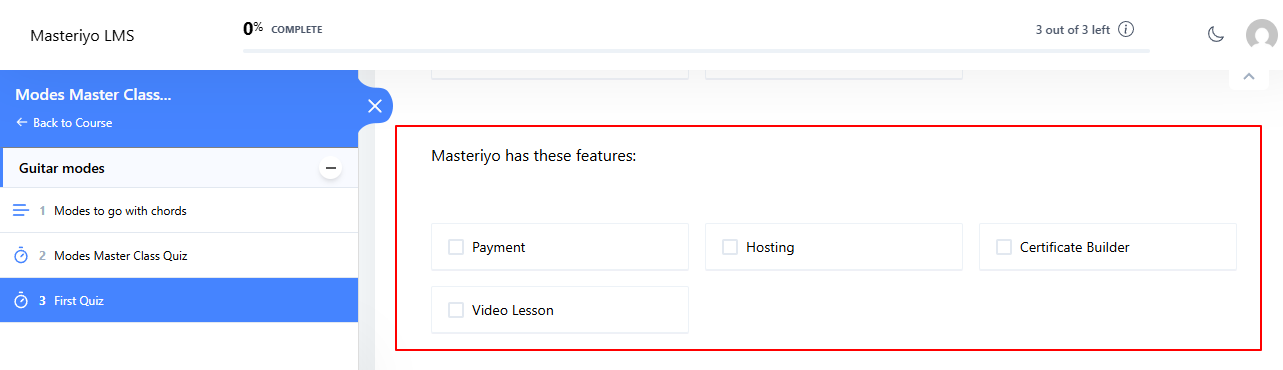 Masteriyo LMS
0% COMPLETE
3 out of 3 left
Modes Master Class...
Back to Course
Guitar modes
1 Modes to go with chords
2 Modes Master Class Quiz
3 First Quiz
Masteriyo has these features:
Payment
Hosting
Certificate Builder
Video Lesson